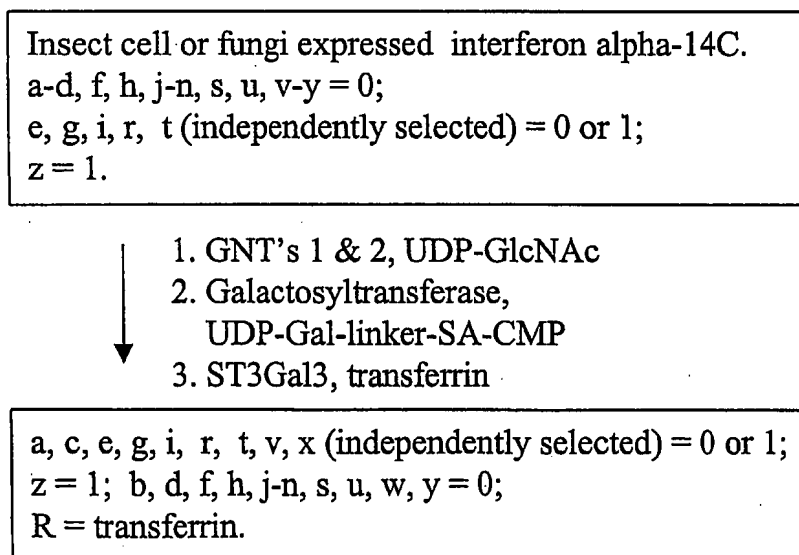 Insect cell or fungi expressed interferon alpha-14C.
a-d, f, h, j-n, s, u, v-y = 0;
e, g, i, r, t (independently selected) = 0 or 1;
z = 1.
1. GNT's 1 & 2, UDP-GlcNAc
2. Galactosyltransferase,
UDP-Gal-linker-SA-CMP
3. ST3Gal3, transferrin
a, c, e, g, i, r, t, v, x (independently selected) = 0 or 1;
z = 1; b, d, f, h, j-n, s, u, w, y = 0;
R = transferrin.